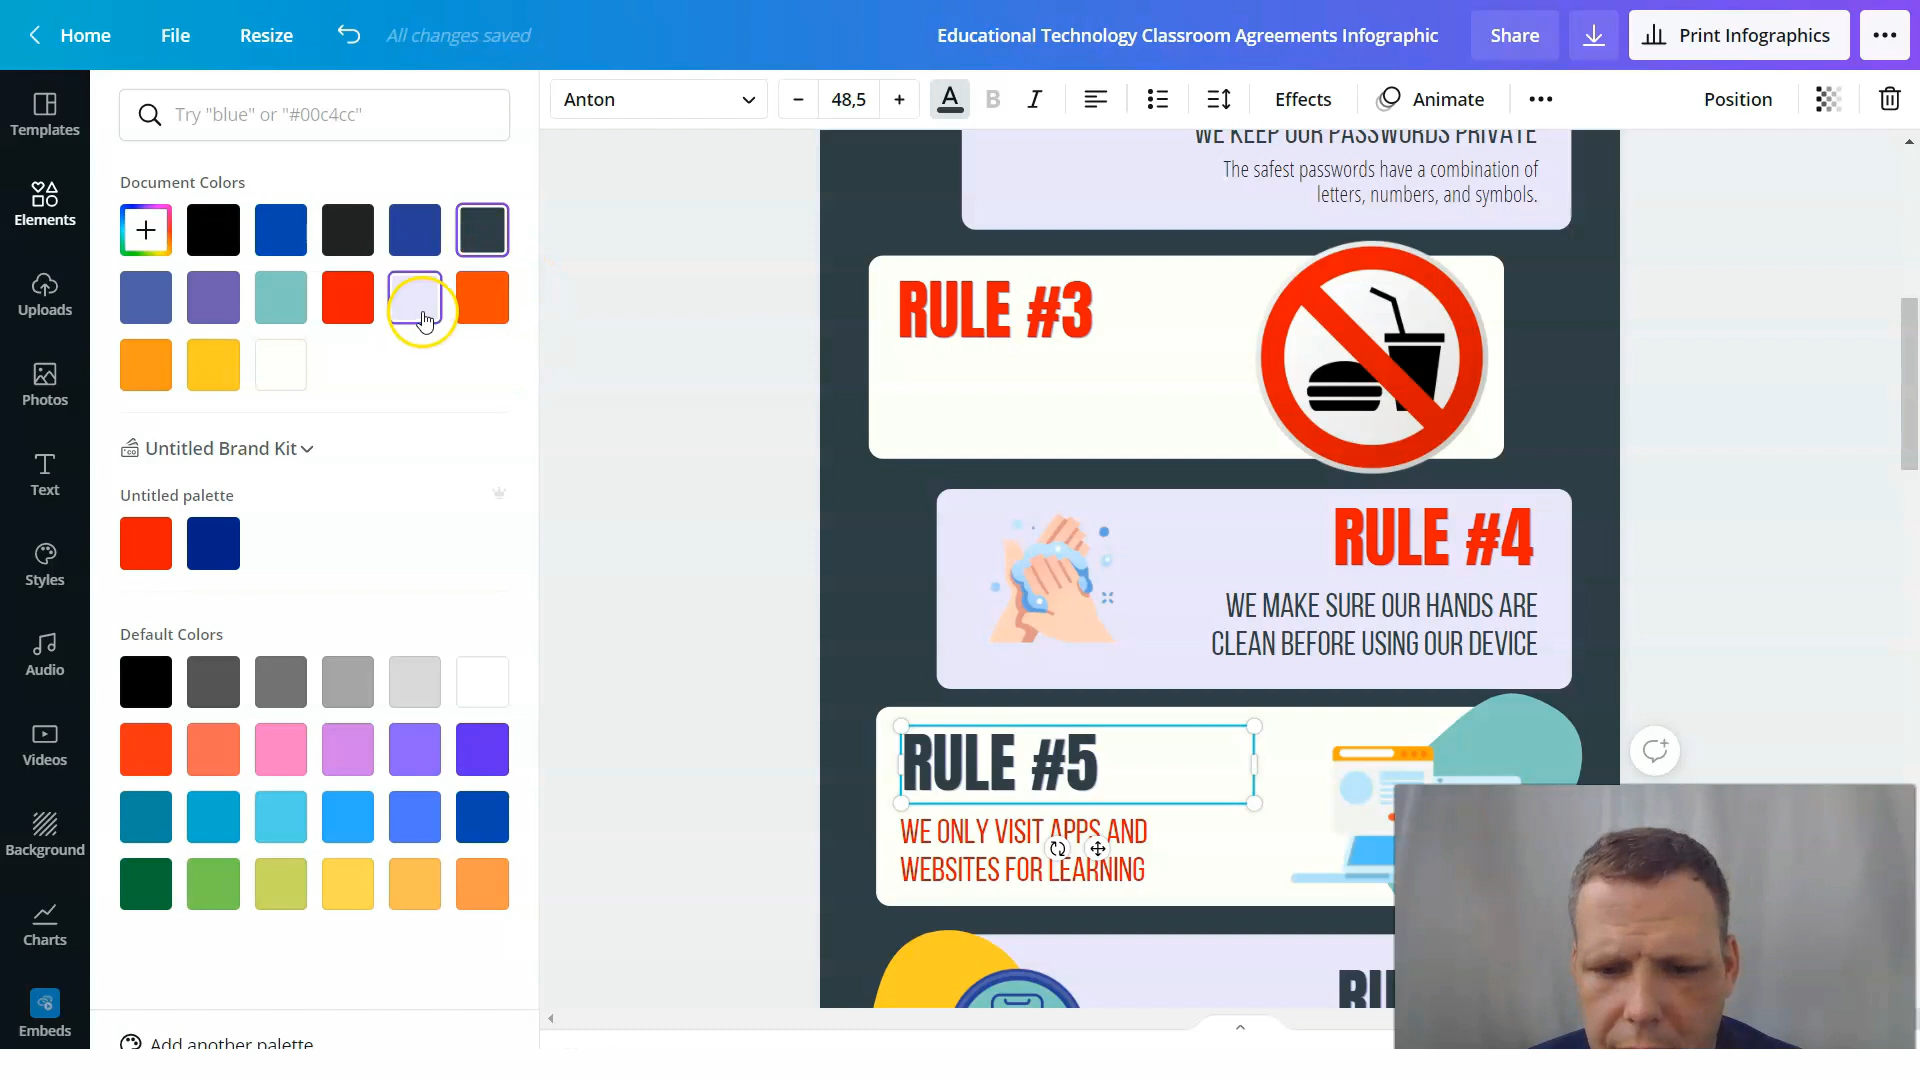 Home
File
Resize
All changes saved
Educational Technology Classroom Agreements Infographic
Share
Print Infographics
Templates
Elements
Uploads
Photos
Text
Styles
Audio
Videos
Background
Charts
Embeds
Try "blue" or "#00c4cc"
Document Colors
Untitled Brand Kit
Untitled palette
Default Colors
Add another palette
Anton
- 48,5 +
A
B
I
Effects
Animate
Position
WE KEEP OUR PASSWORDS PRIVATE
The safest passwords have a combination of
letters, numbers, and symbols.
RULE #3
RULE #4
WE MAKE SURE OUR HANDS ARE
CLEAN BEFORE USING OUR DEVICE
RULE #5
WE ONLY VISIT APPS AND
WEBSITES FOR LEARNING